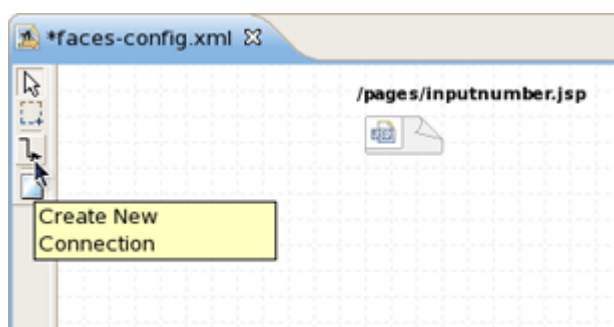 *faces-config.xml
/pages/inputnumber.jsp
Create New
Connection